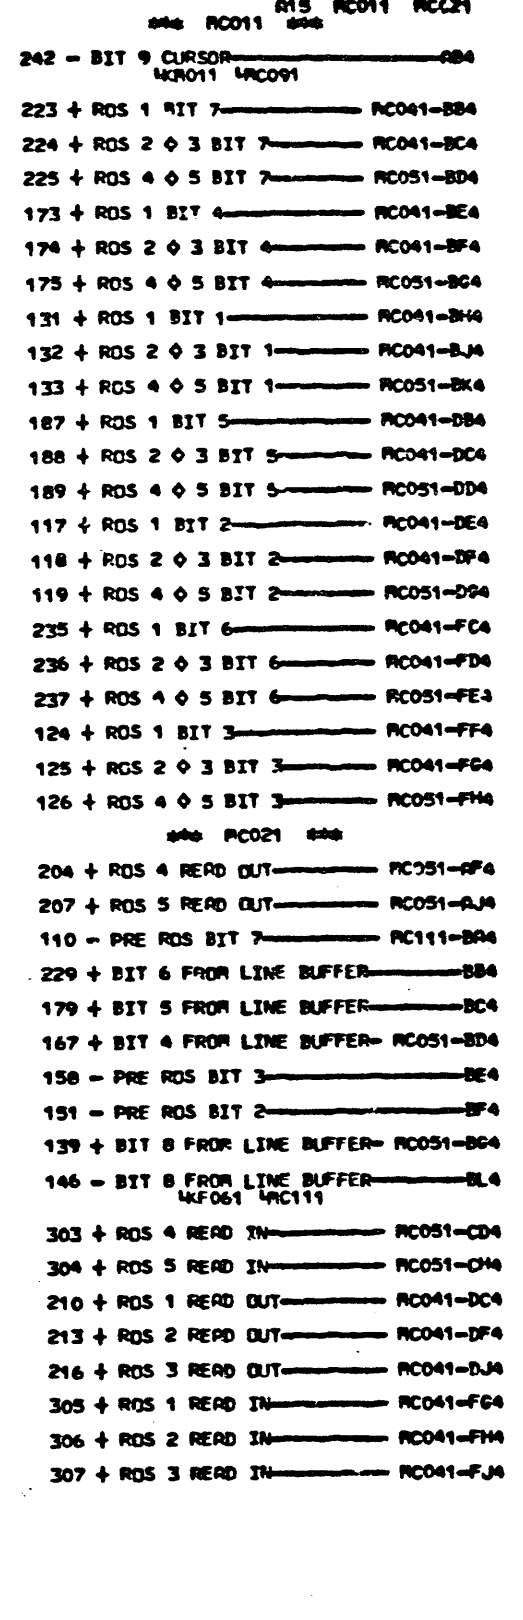 A15 RC011 RC021
*** RC011 ***
242 - BIT 9 CURSOR AB4
↳KR011 ↳RC091
223 + ROS 1 BIT 7 RC041-BB4
224 + ROS 2 ◇ 3 BIT 7 RC041-BC4
225 + ROS 4 ◇ 5 BIT 7 RC051-BD4
173 + ROS 1 BIT 4 RC041-BE4
174 + ROS 2 ◇ 3 BIT 4 RC041-BF4
175 + ROS 4 ◇ 5 BIT 4 RC051-BG4
131 + ROS 1 BIT 1 RC041-BH4
132 + ROS 2 ◇ 3 BIT 1 RC041-BJ4
133 + ROS 4 ◇ 5 BIT 1 RC051-BK4
187 + ROS 1 BIT 5 RC041-DB4
188 + ROS 2 ◇ 3 BIT 5 RC041-DC4
189 + ROS 4 ◇ 5 BIT 5 RC051-DD4
117 + ROS 1 BIT 2 RC041-DE4
118 + ROS 2 ◇ 3 BIT 2 RC041-DF4
119 + ROS 4 ◇ 5 BIT 2 RC051-DG4
235 + ROS 1 BIT 6 RC041-FC4
236 + ROS 2 ◇ 3 BIT 6 RC041-FD4
237 + ROS 4 ◇ 5 BIT 6 RC051-FE4
124 + ROS 1 BIT 3 RC041-FF4
125 + ROS 2 ◇ 3 BIT 3 RC041-FG4
126 + ROS 4 ◇ 5 BIT 3 RC051-FH4
*** RC021 ***
204 + ROS 4 READ OUT RC051-AF4
207 + ROS 5 READ OUT RC051-AJ4
110 - PRE ROS BIT 7 RC111-BA4
229 + BIT 6 FROM LINE BUFFER BB4
179 + BIT 5 FROM LINE BUFFER BC4
167 + BIT 4 FROM LINE BUFFER- RC051-BD4
158 - PRE ROS BIT 3 BE4
151 - PRE ROS BIT 2 BF4
139 + BIT 8 FROM LINE BUFFER- RC051-BG4
146 - BIT 8 FROM LINE BUFFER BL4
↳KF061 ↳RC111
303 + ROS 4 READ IN RC051-CD4
304 + ROS 5 READ IN RC051-CH4
210 + ROS 1 READ OUT RC041-DC4
213 + ROS 2 READ OUT RC041-DF4
216 + ROS 3 READ OUT RC041-DJ4
305 + ROS 1 READ IN RC041-FG4
306 + ROS 2 READ IN RC041-FH4
307 + ROS 3 READ IN RC041-FJ4